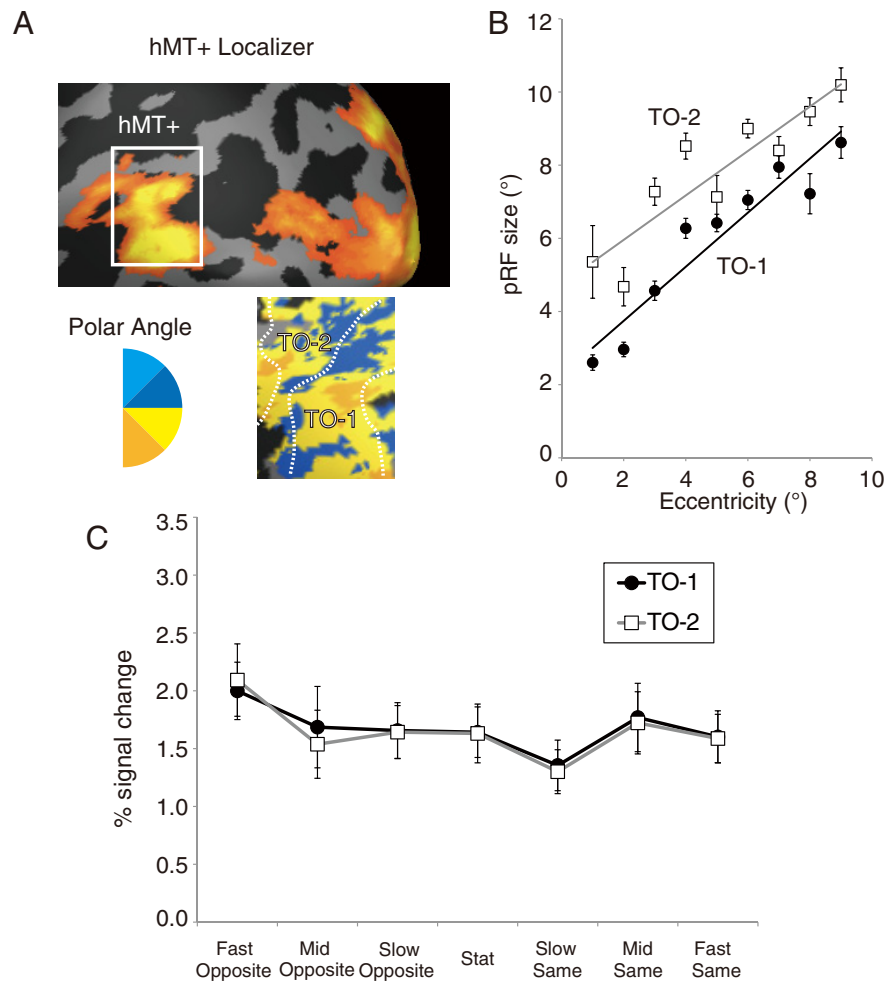 A
hMT+ Localizer
hMT+
Polar Angle
TO-2
TO-1
B
12
10
8
6
4
2
0
pRF size (°)
TO-2
TO-1
0 2 4 6 8 10
Eccentricity (°)
C
3.5
3.0
2.5
2.0
1.5
1.0
0.5
0.0
% signal change
TO-1
TO-2
Fast
Opposite
Mid
Opposite
Slow
Opposite
Stat
Slow
Same
Mid
Same
Fast
Same